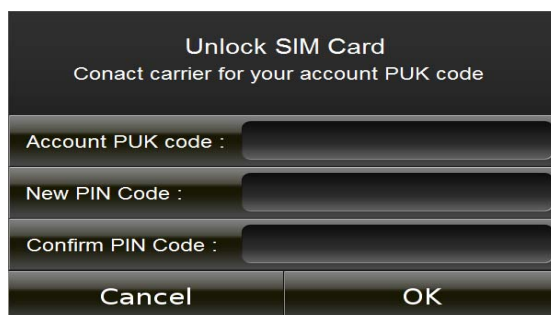 Unlock SIM Card
Conact carrier for your account PUK code
Account PUK code :
New PIN Code :
Confirm PIN Code :
Cancel OK